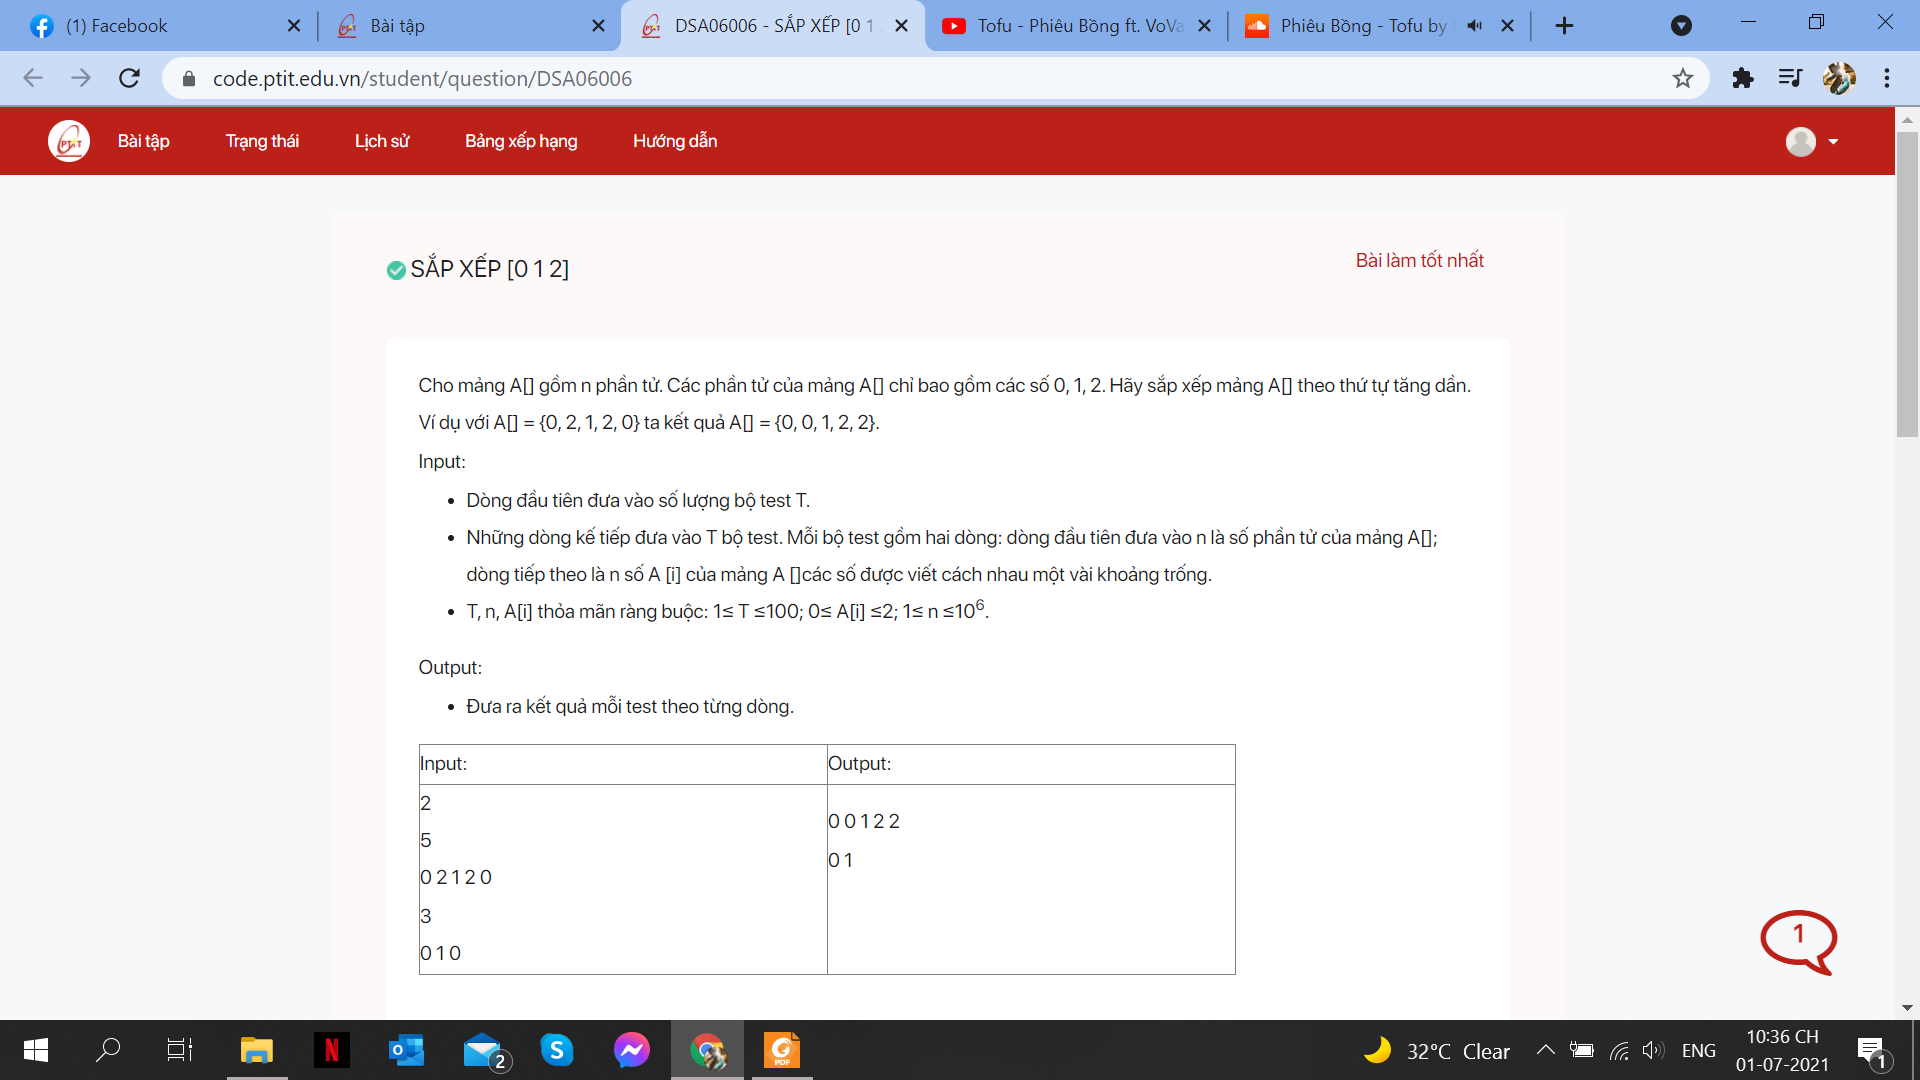 (1) Facebook
Bài tập
DSA06006 - SẮP XẾP [0 1
Tofu - Phiêu Bồng ft. VoVa
Phiêu Bồng - Tofu by
code.ptit.edu.vn/student/question/DSA06006
PTIT
Bài tập
Trạng thái
Lịch sử
Bảng xếp hạng
Hướng dẫn
SẮP XẾP [0 1 2]
Bài làm tốt nhất
Cho mảng A[] gồm n phần tử. Các phần tử của mảng A[] chỉ bao gồm các số 0, 1, 2. Hãy sắp xếp mảng A[] theo thứ tự tăng dần.
Ví dụ với A[] = {0, 2, 1, 2, 0} ta kết quả A[] = {0, 0, 1, 2, 2}.
Input:
• Dòng đầu tiên đưa vào số lượng bộ test T.
• Những dòng kế tiếp đưa vào T bộ test. Mỗi bộ test gồm hai dòng: dòng đầu tiên đưa vào n là số phần tử của mảng A[];
dòng tiếp theo là n số A [i] của mảng A []các số được viết cách nhau một vài khoảng trống.
• T, n, A[i] thỏa mãn ràng buộc: 1≤ T ≤100; 0≤ A[i] ≤2; 1≤ n ≤10⁶.
Output:
• Đưa ra kết quả mỗi test theo từng dòng.
Input:
Output:
2
5
0 2 1 2 0
3
0 1 0
0 0 1 2 2
0 1
1
N
2
S
PDF
32°C Clear
ENG
10:36 CH
01-07-2021
1